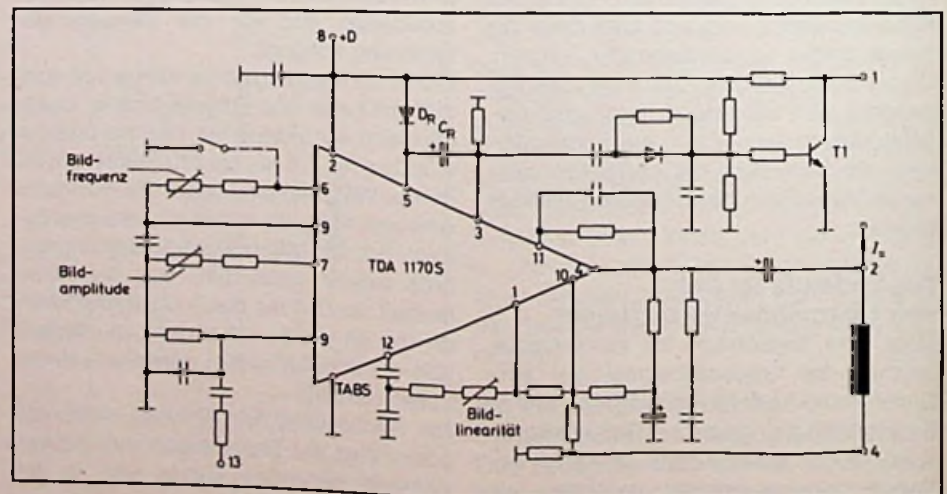 8 +D
1
DR
CR
T1
Bild-
frequenz
2
6
5
3
9
11
I=
7
TDA 1170S
10
4
2
Bild-
amplitude
1
9
12
TABS
Bild-
linearität
13
4